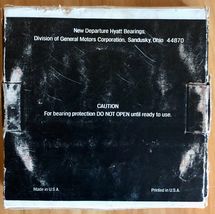 New Departure Hyatt Bearings,
Division of General Motors Corporation, Sandusky, Ohio 44870
CAUTION
For bearing protection DO NOT OPEN until ready to use.
Made in U.S.A. Printed in U.S.A.